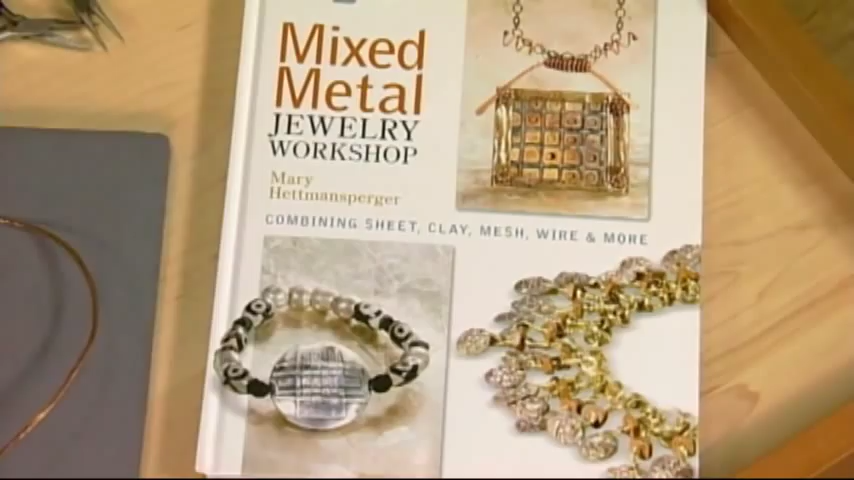 Mixed
Metal
JEWELRY
WORKSHOP
Mary
Hettmansperger
COMBINING SHEET, CLAY, MESH, WIRE & MORE